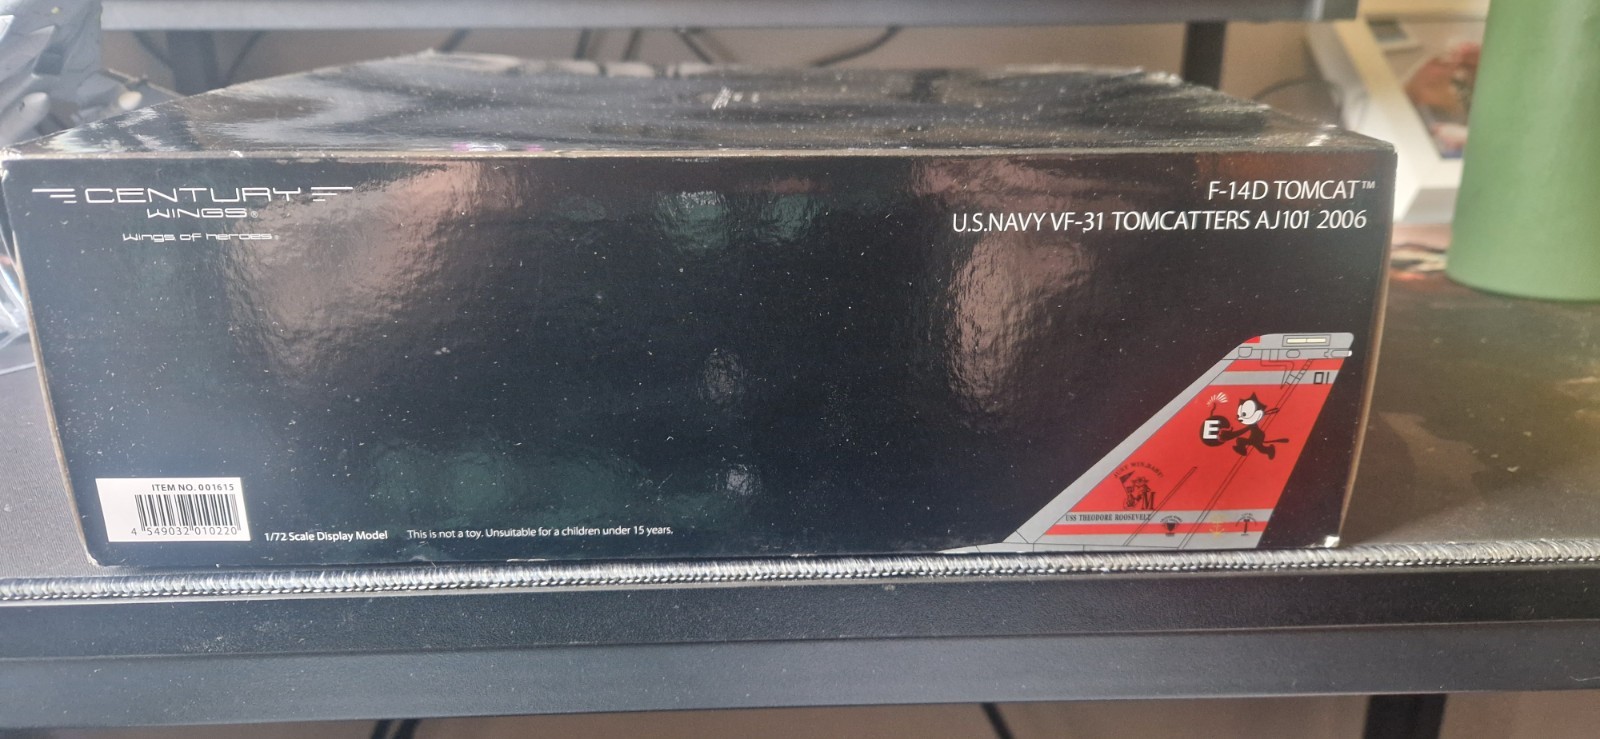 CENTURY
WINGS®
Wings of heroes®
F-14D TOMCAT™
U.S.NAVY VF-31 TOMCATTERS AJ101 2006
01
E
USS THEODORE ROOSEVELT
ITEM NO. 001615
4 549032 010220
1/72 Scale Display Model
This is not a toy. Unsuitable for a children under 15 years.